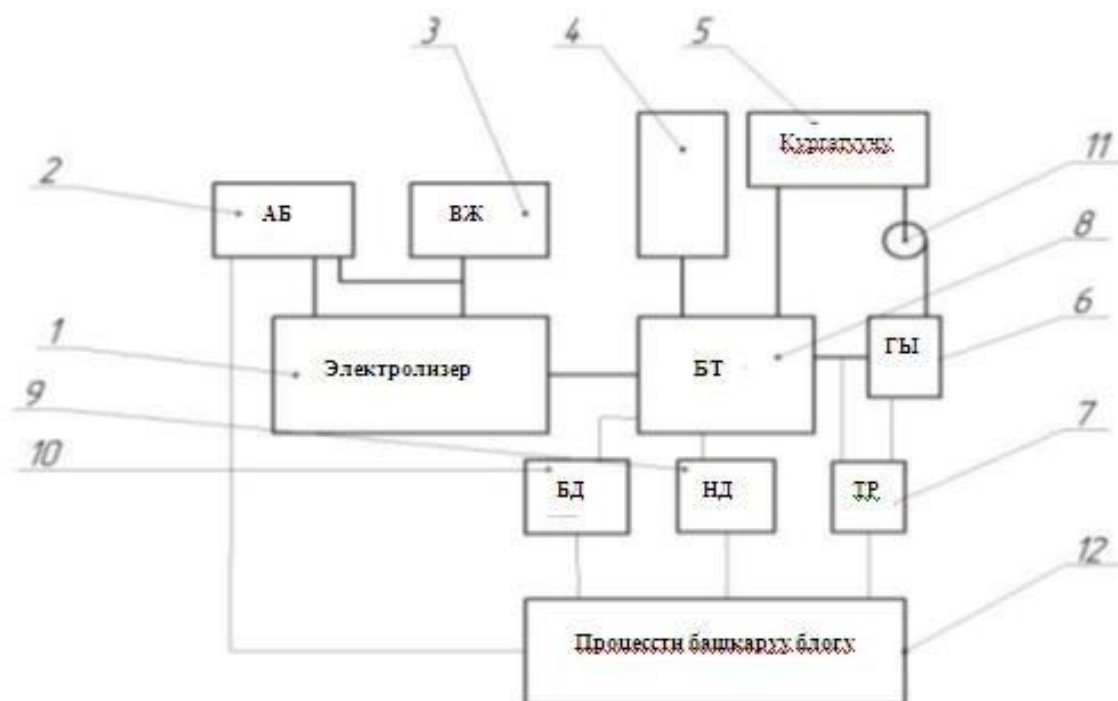 3
4
5
2
АБ
ВЖ
Кургатуучу
11
8
1
Электролизер
БТ
ГЫ
6
9
10
БД
НД
ТР
7
12
Процессти башкаруу блогу